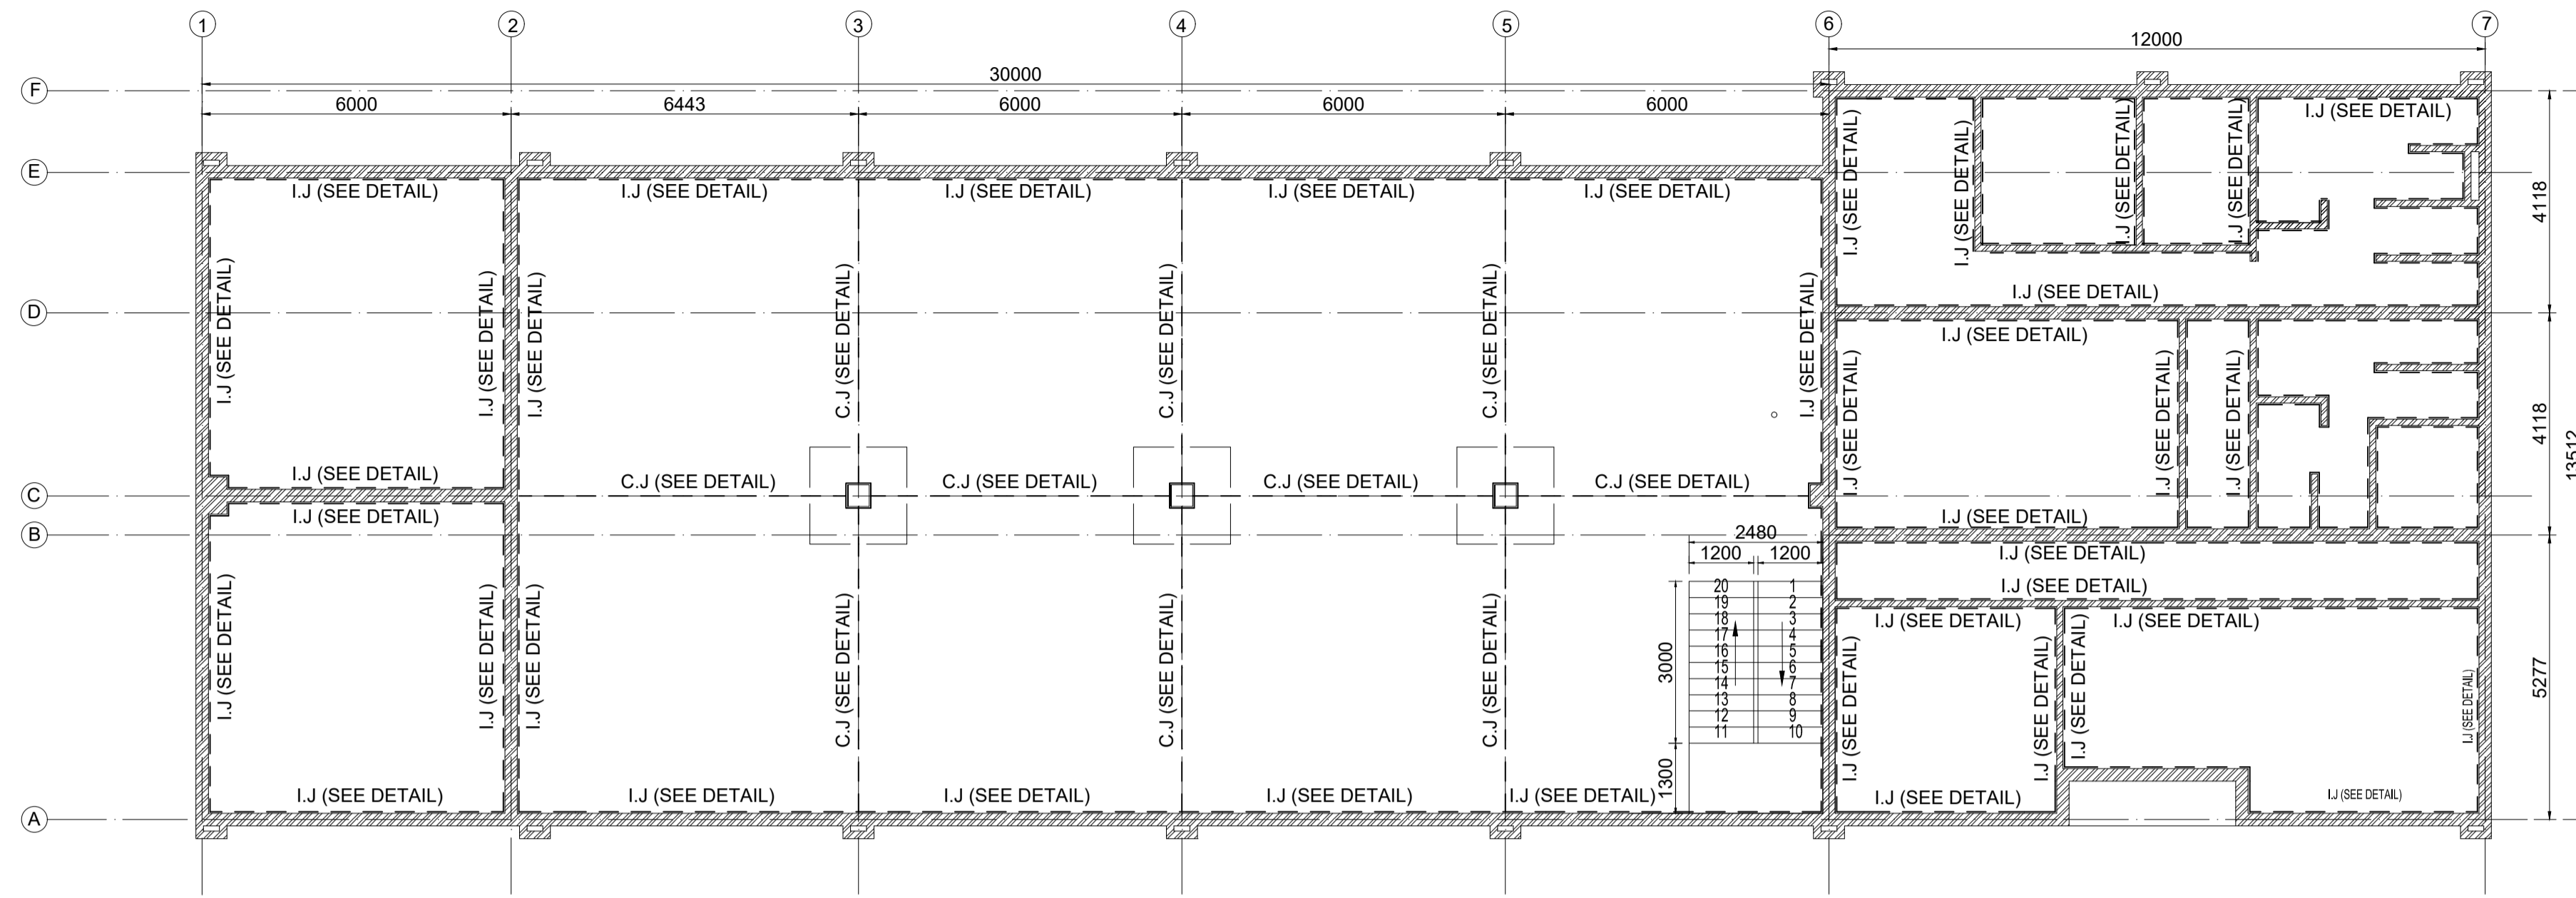 1 2 3 4 5 6 7
12000
30000
F
6000 6443 6000 6000 6000
I.J (SEE DETAIL)
I.J (SEE DETAIL)
I.J (SEE DETAIL)
I.J (SEE DETAIL)
I.J (SEE DETAIL)
E
I.J (SEE DETAIL) I.J (SEE DETAIL) I.J (SEE DETAIL) I.J (SEE DETAIL) I.J (SEE DETAIL)
4118
I.J (SEE DETAIL)
I.J (SEE DETAIL)
I.J (SEE DETAIL)
C.J (SEE DETAIL)
C.J (SEE DETAIL)
C.J (SEE DETAIL)
I.J (SEE DETAIL)
I.J (SEE DETAIL)
D
I.J (SEE DETAIL)
I.J (SEE DETAIL)
I.J (SEE DETAIL)
I.J (SEE DETAIL)
4118
13512
I.J (SEE DETAIL)
C.J (SEE DETAIL) C.J (SEE DETAIL) C.J (SEE DETAIL) C.J (SEE DETAIL)
C
I.J (SEE DETAIL)
I.J (SEE DETAIL)
B
2480
1200 1200
I.J (SEE DETAIL)
I.J (SEE DETAIL)
20 1
19 2
18 3
17 4
16 5
15 6
14 7
13 8
12 9
11 10
3000
1300
I.J (SEE DETAIL)
I.J (SEE DETAIL)
I.J (SEE DETAIL)
C.J (SEE DETAIL)
C.J (SEE DETAIL)
C.J (SEE DETAIL)
I.J (SEE DETAIL) I.J (SEE DETAIL)
I.J (SEE DETAIL)
I.J (SEE DETAIL)
I.J (SEE DETAIL)
I.J (SEE DETAIL)
5277
I.J (SEE DETAIL) I.J (SEE DETAIL) I.J (SEE DETAIL) I.J (SEE DETAIL) I.J (SEE DETAIL) I.J (SEE DETAIL) I.J (SEE DETAIL)
A